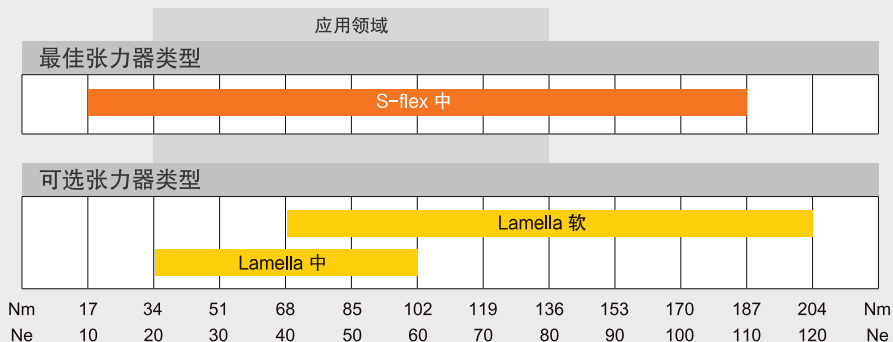 应用领域
最佳张力器类型
S-flex 中
可选张力器类型
Lamella 软
Lamella 中
Nm 17 34 51 68 85 102 119 136 153 170 187 204 Nm
Ne 10 20 30 40 50 60 70 80 90 100 110 120 Ne